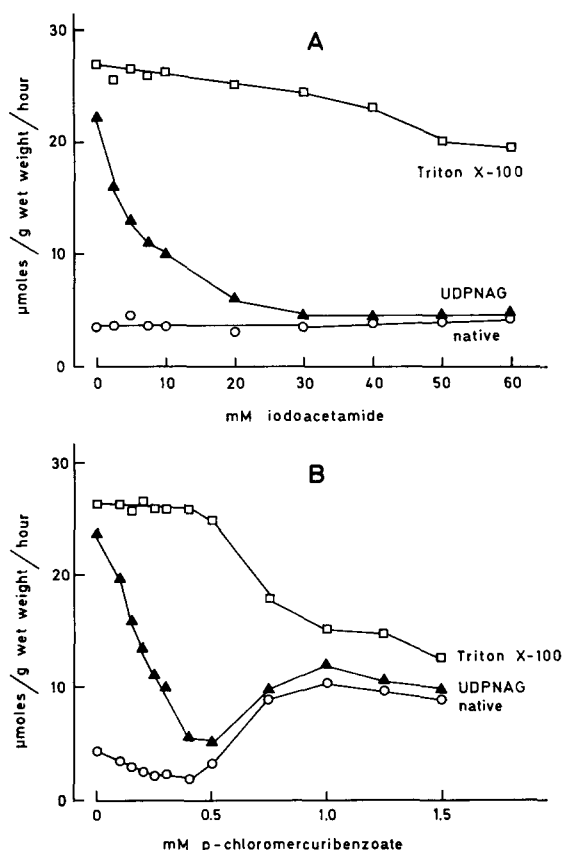 A
30
20
10
0
μmoles / g wet weight / hour
Triton X-100
UDPNAG
native
0 10 20 30 40 50 60
mM iodoacetamide
B
30
20
10
0
μmoles / g wet weight / hour
Triton X-100
UDPNAG
native
0 0.5 1.0 1.5
mM p-chloromercuribenzoate